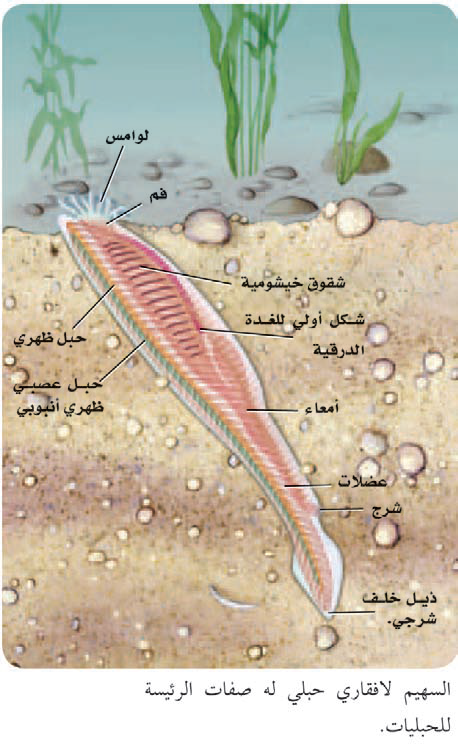 لوامس
فم
شقوق خيشومية
شكل أولي للغدة
الدرقية
حبل ظهري
حبل عصبي
ظهري أنبوبي
أمعاء
عضلات
شرج
ذيل خلف
شرجي.
السهيم لافقاري حبلي له صفات الرئيسة
للحبليات.